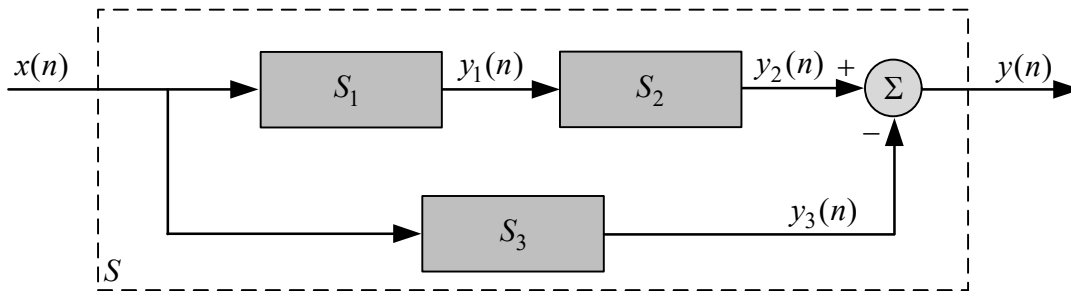 x(n)
S₁
y₁(n)
S₂
y₂(n)
+
Σ
y(n)
−
S₃
y₃(n)
S